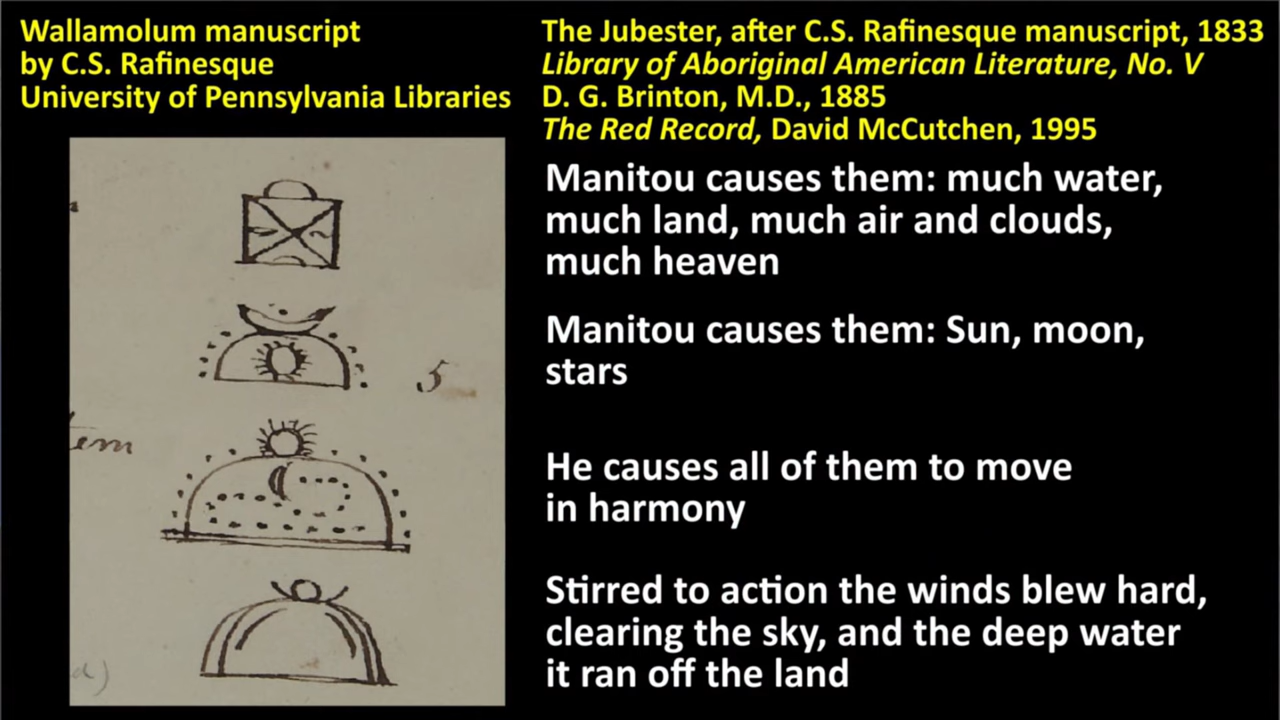 Wallamolum manuscript
by C.S. Rafinesque
University of Pennsylvania Libraries
The Jubester, after C.S. Rafinesque manuscript, 1833
Library of Aboriginal American Literature, No. V
D. G. Brinton, M.D., 1885
The Red Record, David McCutchen, 1995
Manitou causes them: much water,
much land, much air and clouds,
much heaven
5
Manitou causes them: Sun, moon,
stars
tem
He causes all of them to move
in harmony
d)
Stirred to action the winds blew hard,
clearing the sky, and the deep water
it ran off the land